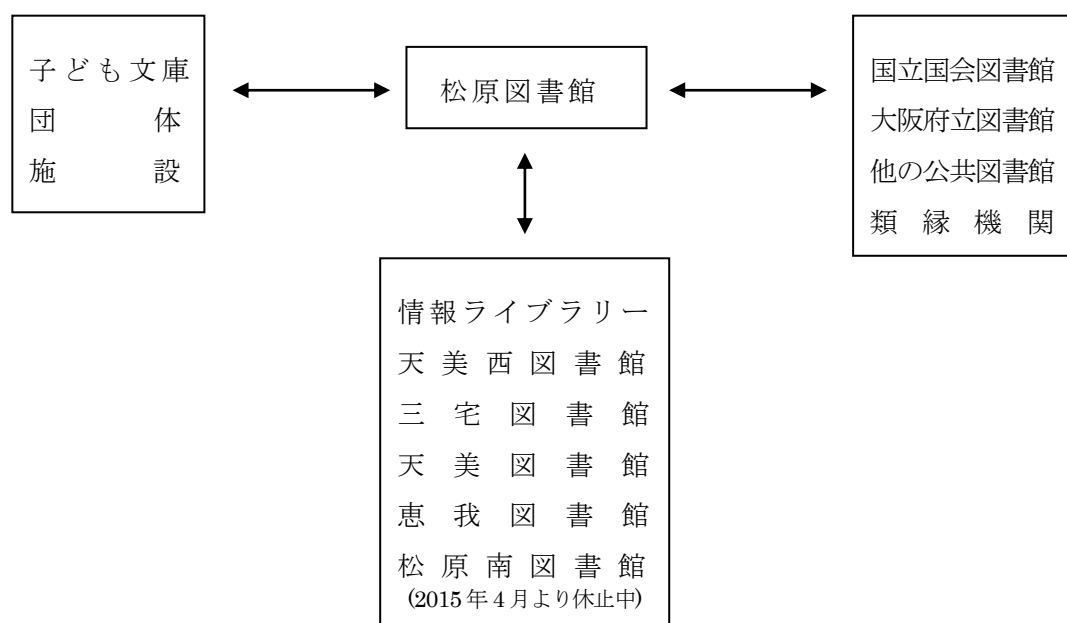 子ども文庫
団体
施設
松原図書館
国立国会図書館
大阪府立図書館
他の公共図書館
類縁機関
情報ライブラリー
天美西図書館
三宅図書館
天美図書館
恵我図書館
松原南図書館
(2015年4月より休止中)